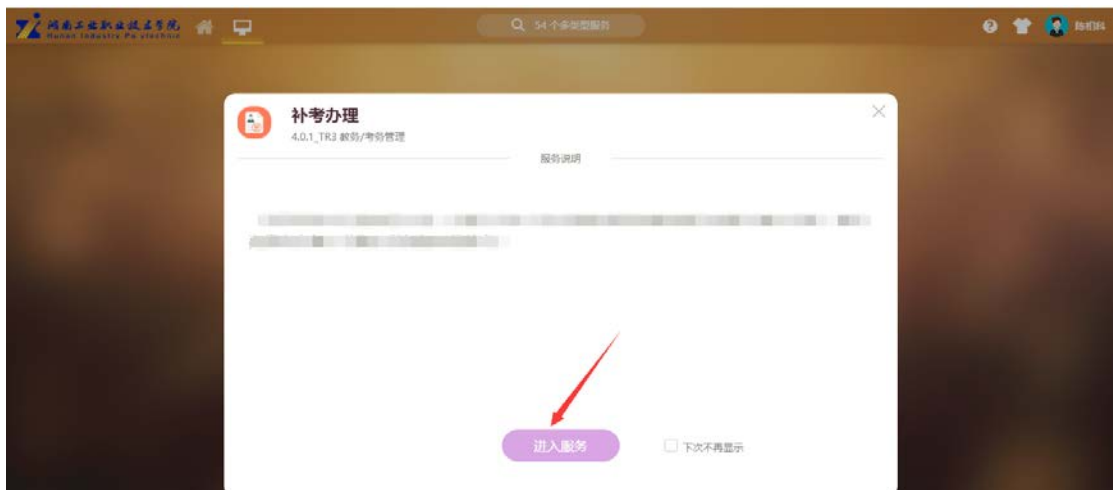 湖南工业职业技术学院
Hunan Industry Polytechnic
54 个多类型服务
补考办理
4.0.1_TR3 教务/考务管理
服务说明
进入服务
下次不再显示